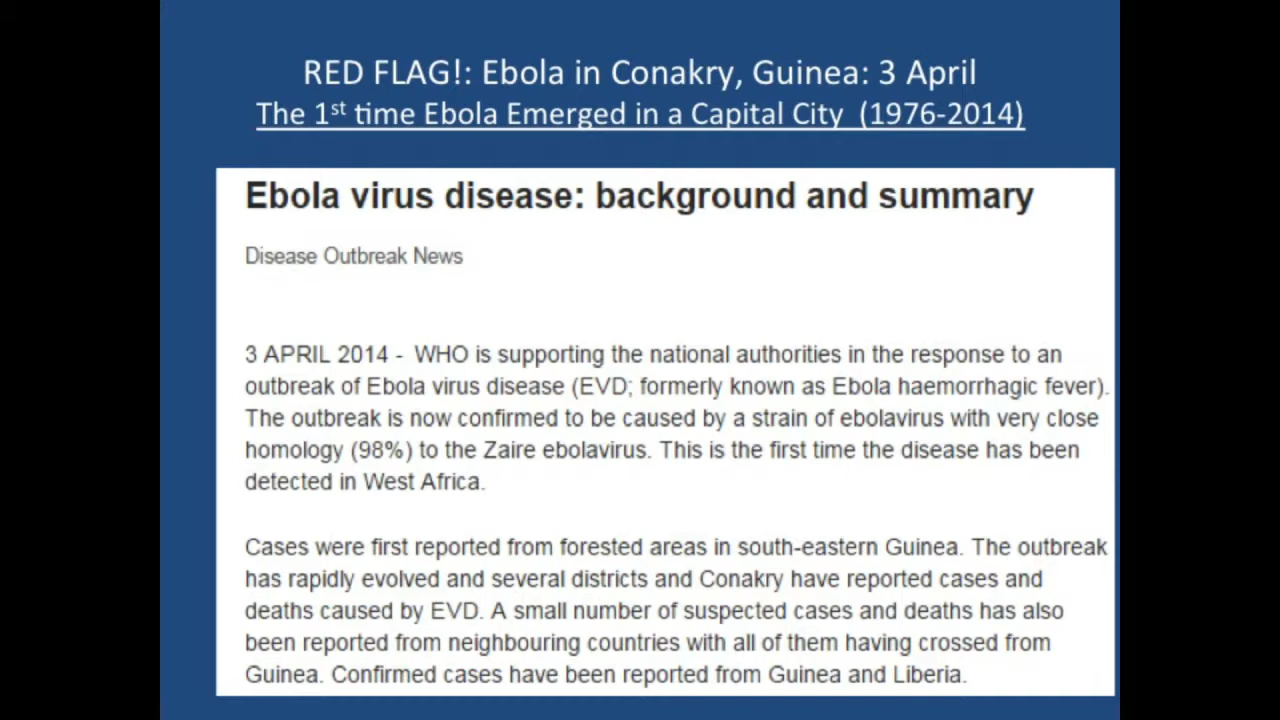 RED FLAG!: Ebola in Conakry, Guinea: 3 April
The 1st time Ebola Emerged in a Capital City (1976-2014)
Ebola virus disease: background and summary
Disease Outbreak News
3 APRIL 2014 - WHO is supporting the national authorities in the response to an
outbreak of Ebola virus disease (EVD; formerly known as Ebola haemorrhagic fever).
The outbreak is now confirmed to be caused by a strain of ebolavirus with very close
homology (98%) to the Zaire ebolavirus. This is the first time the disease has been
detected in West Africa.
Cases were first reported from forested areas in south-eastern Guinea. The outbreak
has rapidly evolved and several districts and Conakry have reported cases and
deaths caused by EVD. A small number of suspected cases and deaths has also
been reported from neighbouring countries with all of them having crossed from
Guinea. Confirmed cases have been reported from Guinea and Liberia.